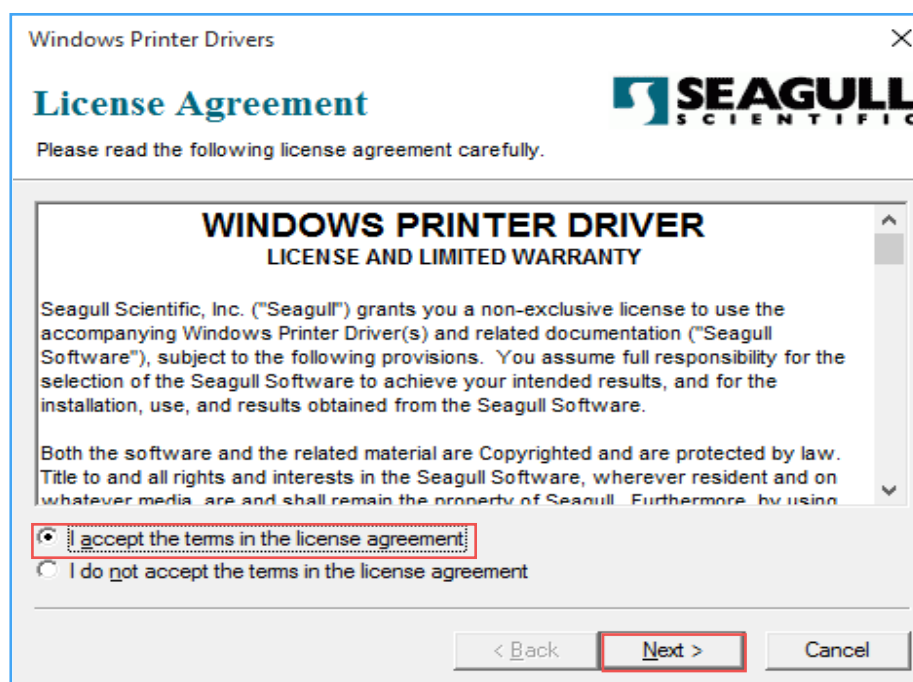 Windows Printer Drivers
License Agreement
SEAGULL
SCIENTIFIC
Please read the following license agreement carefully.
WINDOWS PRINTER DRIVER
LICENSE AND LIMITED WARRANTY
Seagull Scientific, Inc. ("Seagull") grants you a non-exclusive license to use the
accompanying Windows Printer Driver(s) and related documentation ("Seagull
Software"), subject to the following provisions.  You assume full responsibility for the
selection of the Seagull Software to achieve your intended results, and for the
installation, use, and results obtained from the Seagull Software.
Both the software and the related material are Copyrighted and are protected by law.
Title to and all rights and interests in the Seagull Software, wherever resident and on
whatever media, are and shall remain the property of Seagull.  Furthermore, by using
I accept the terms in the license agreement
I do not accept the terms in the license agreement
< Back
Next >
Cancel